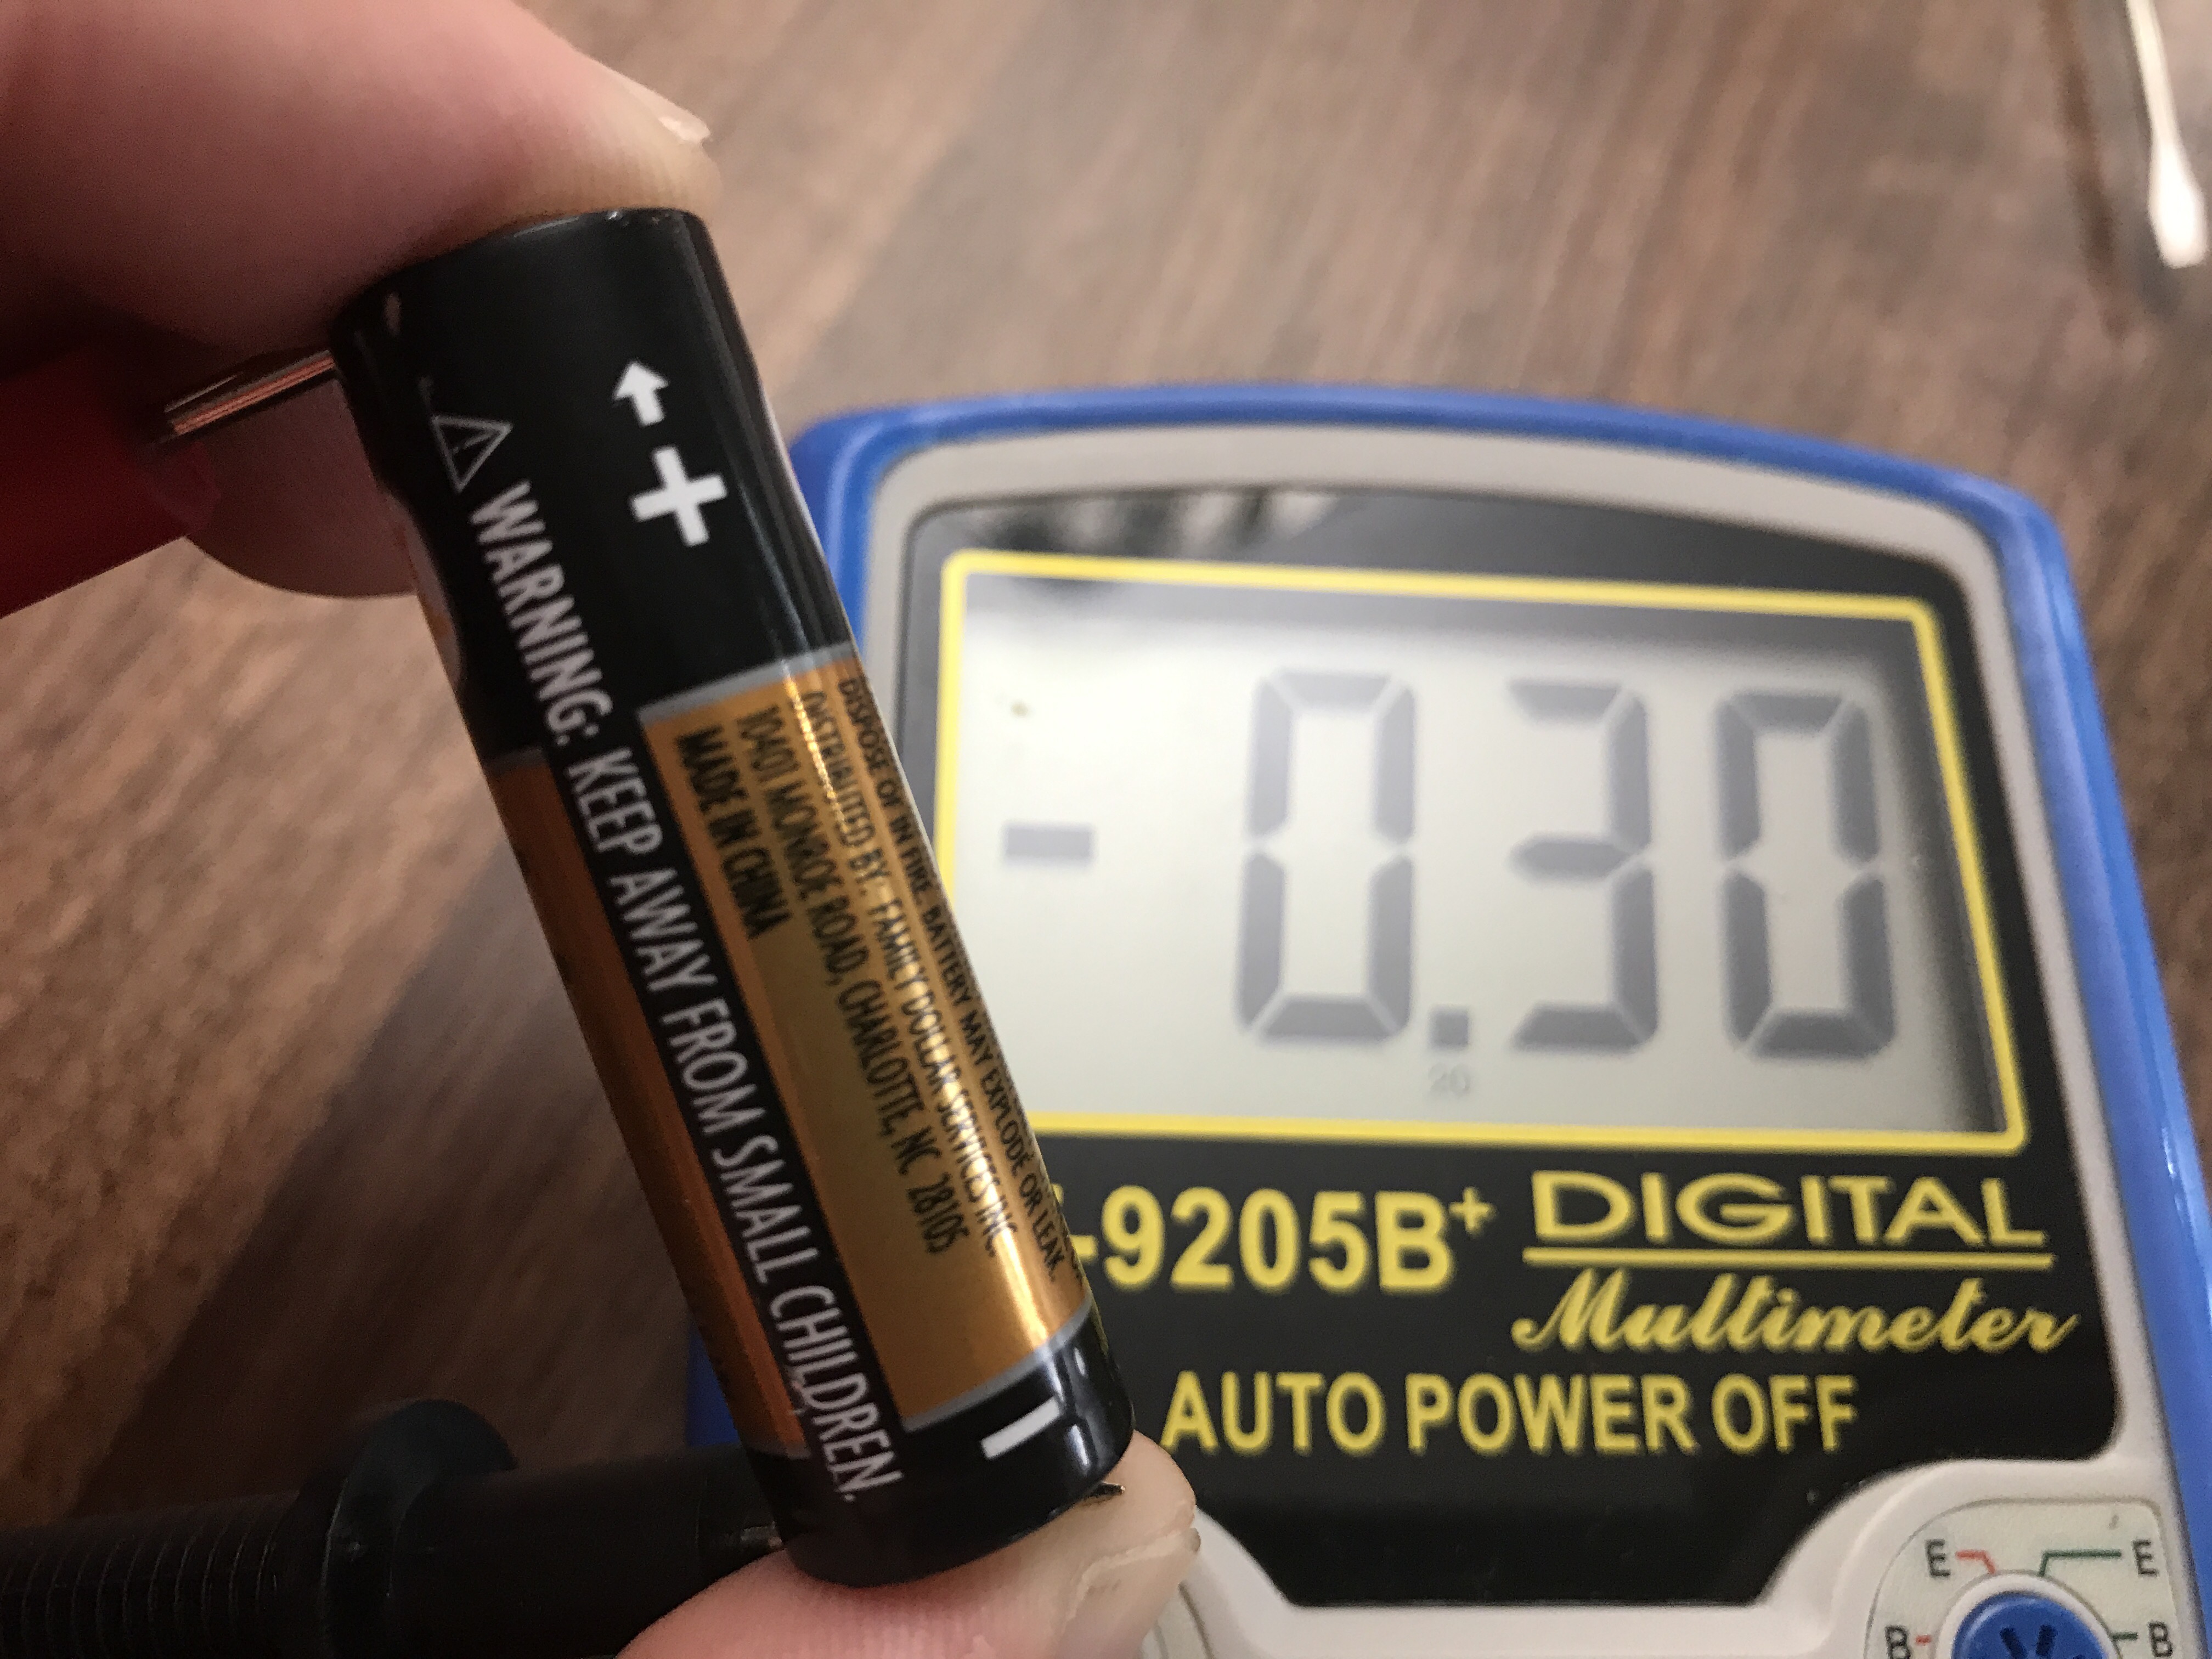 +
⚠ WARNING: KEEP AWAY FROM SMALL CHILDREN.
DISPOSE OF IN FIRE. BATTERY MAY EXPLODE OR LEAK.
DISTRIBUTED BY: FAMILY DOLLAR SERVICES INC.
10401 MONROE ROAD, CHARLOTTE, NC 28105
MADE IN CHINA
-
-0.30
20
-9205B+ DIGITAL
Multimeter
AUTO POWER OFF
E E
B B